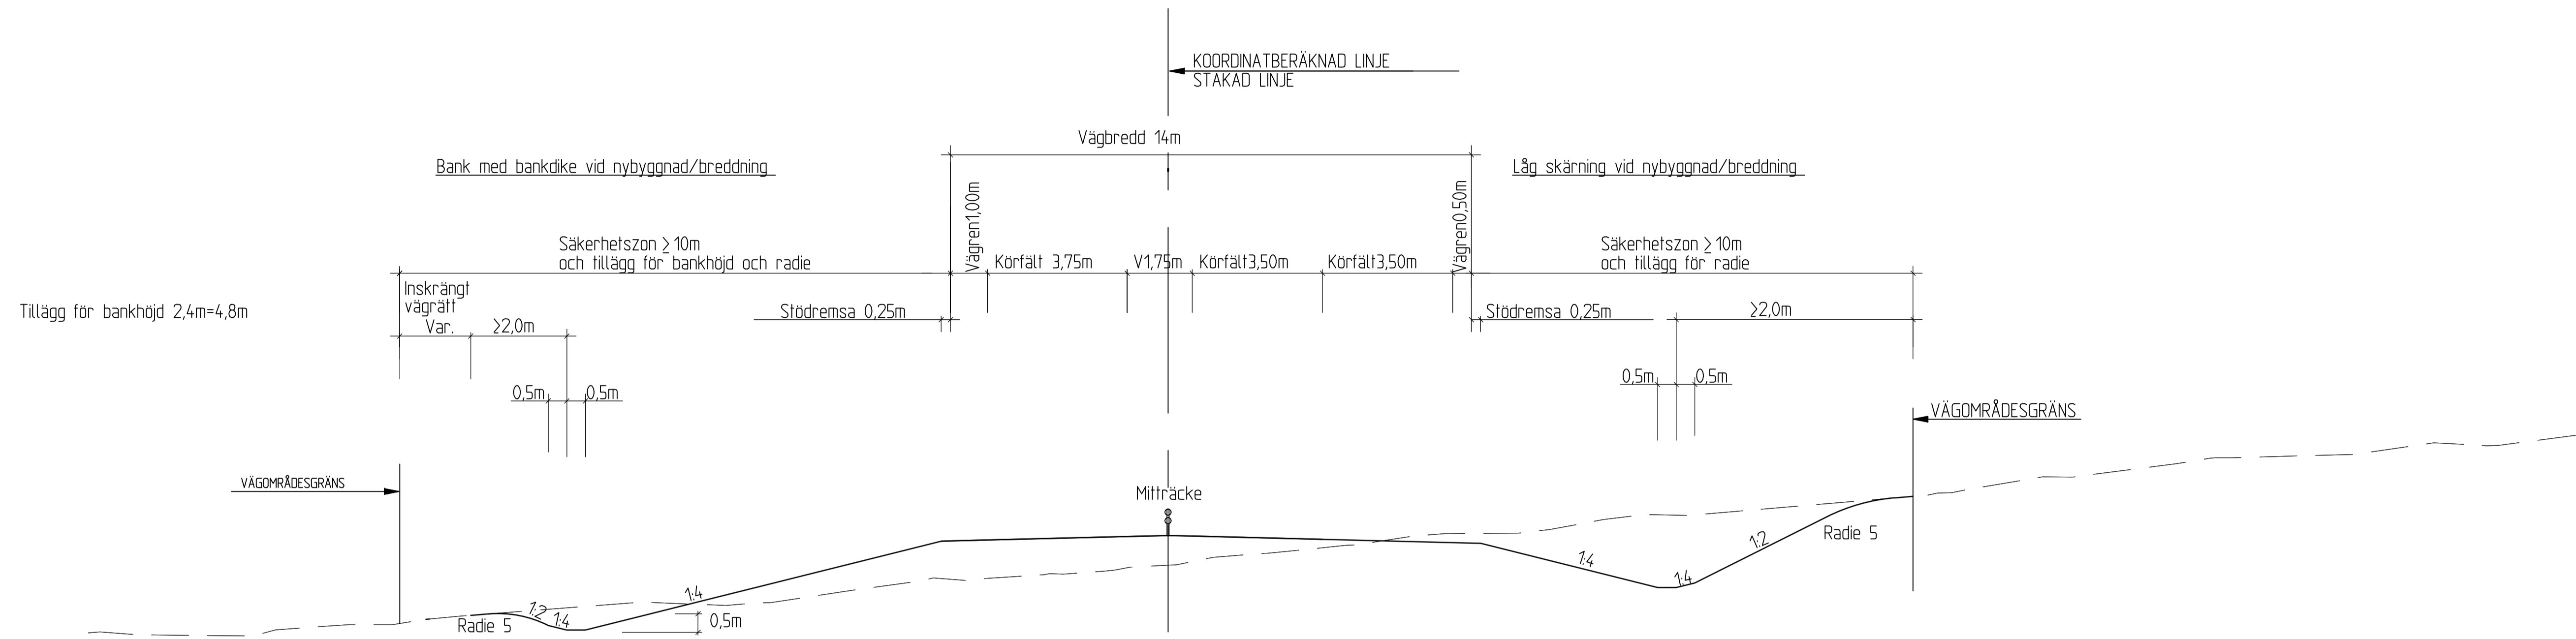 KOORDINATBERÄKNAD LINJE
STAKAD LINJE
Vägbredd 14m
Bank med bankdike vid nybyggnad/breddning
Låg skärning vid nybyggnad/breddning
Vägren1,00m
Vägren0,50m
Säkerhetszon ≥ 10m
och tillägg för bankhöjd och radie
Körfält 3,75m
V1,75m
Körfält3,50m
Körfält3,50m
Säkerhetszon ≥ 10m
och tillägg för radie
Inskrängt
vägrätt
Var.
≥2,0m
Tillägg för bankhöjd 2,4m=4,8m
Stödremsa 0,25m
Stödremsa 0,25m
≥2,0m
0,5m
0,5m
0,5m
0,5m
VÄGOMRÅDESGRÄNS
VÄGOMRÅDESGRÄNS
Mitträcke
Radie 5
1:2
1:4
1:4
0,5m
1:4
1:4
1:2
Radie 5